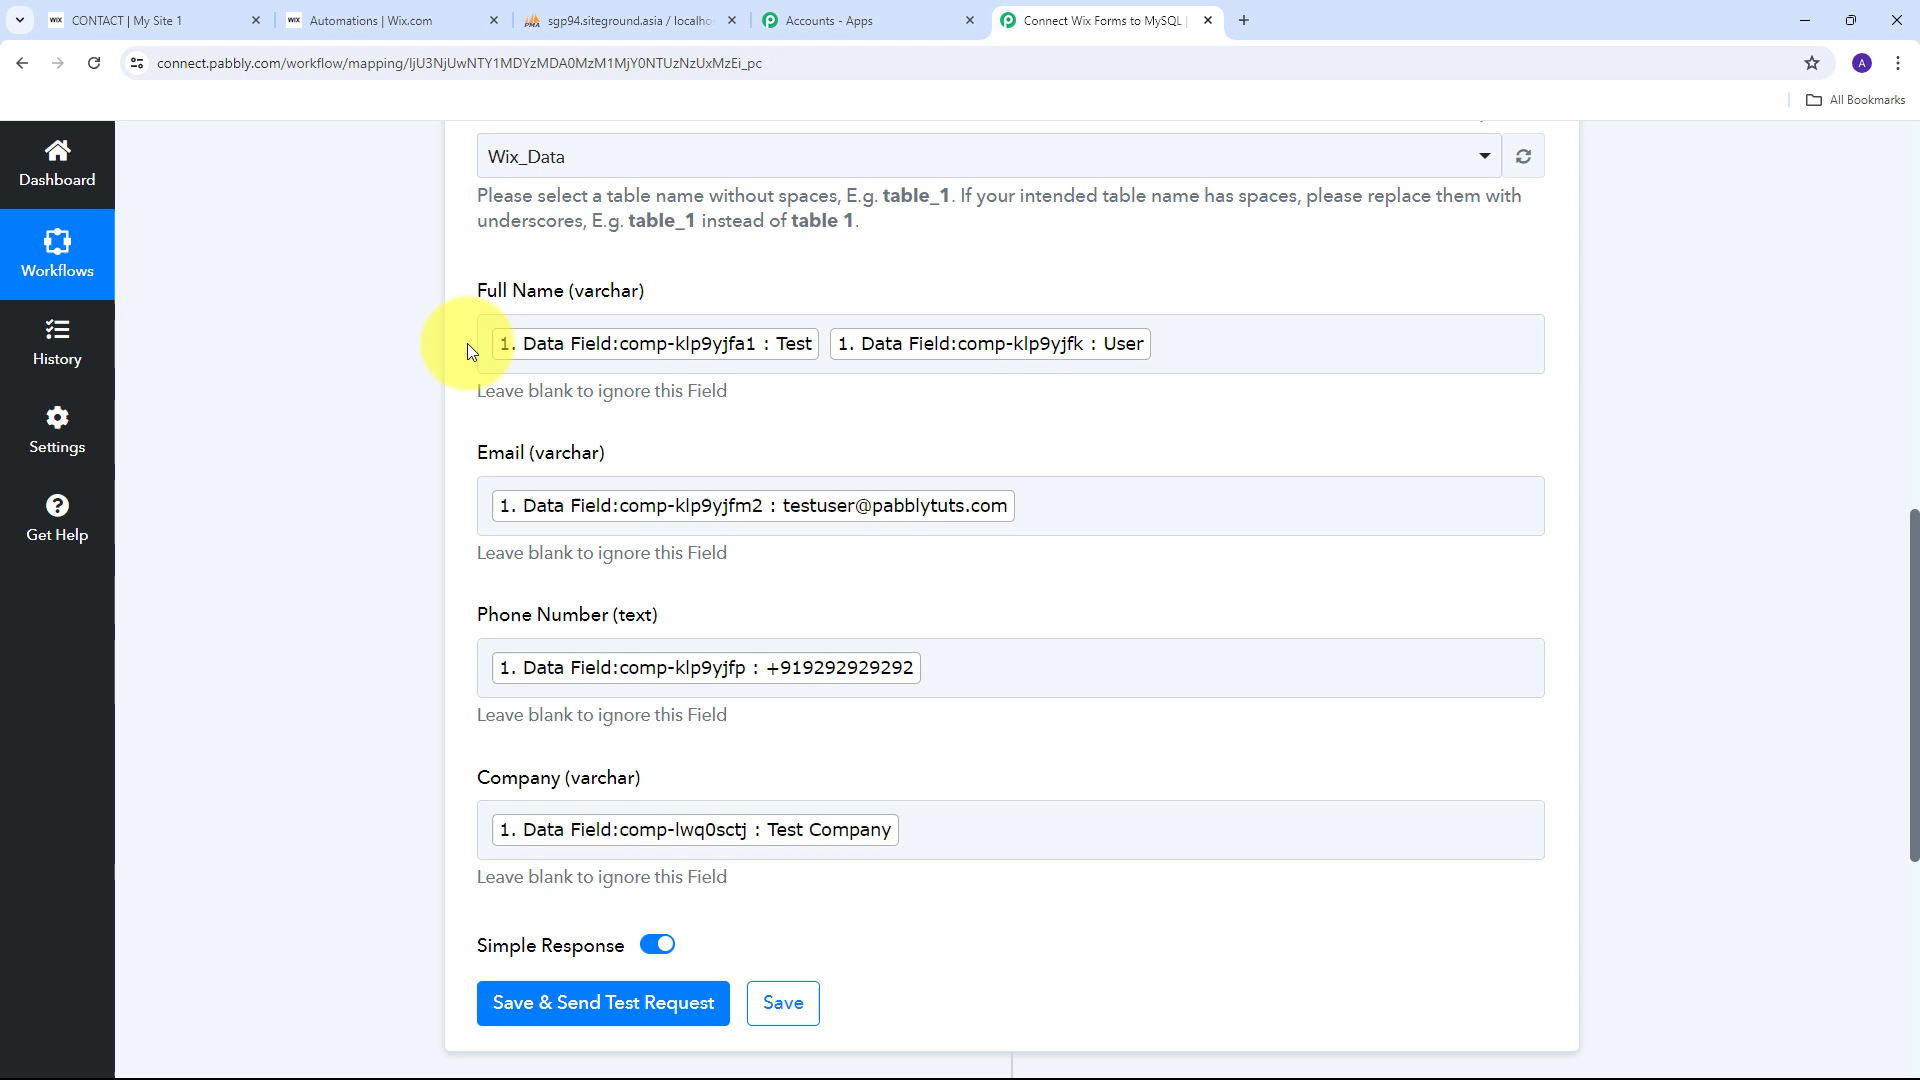 CONTACT | My Site 1
Automations | Wix.com
sgp94.siteground.asia / localho
Accounts - Apps
Connect Wix Forms to MySQL |
connect.pabbly.com/workflow/mapping/IjU3NjUwNTY1MDYzMDA0MzM1MjY0NTUzNzUxMzEi_pc
A
All Bookmarks
Dashboard
Workflows
History
Settings
Get Help
Wix_Data
Please select a table name without spaces, E.g. table_1. If your intended table name has spaces, please replace them with
underscores, E.g. table_1 instead of table 1.
Full Name (varchar)
1. Data Field:comp-klp9yjfa1 : Test 1. Data Field:comp-klp9yjfk : User
Leave blank to ignore this Field
Email (varchar)
1. Data Field:comp-klp9yjfm2 : testuser@pabblytuts.com
Leave blank to ignore this Field
Phone Number (text)
1. Data Field:comp-klp9yjfp : +919292929292
Leave blank to ignore this Field
Company (varchar)
1. Data Field:comp-lwq0sctj : Test Company
Leave blank to ignore this Field
Simple Response
Save & Send Test Request Save